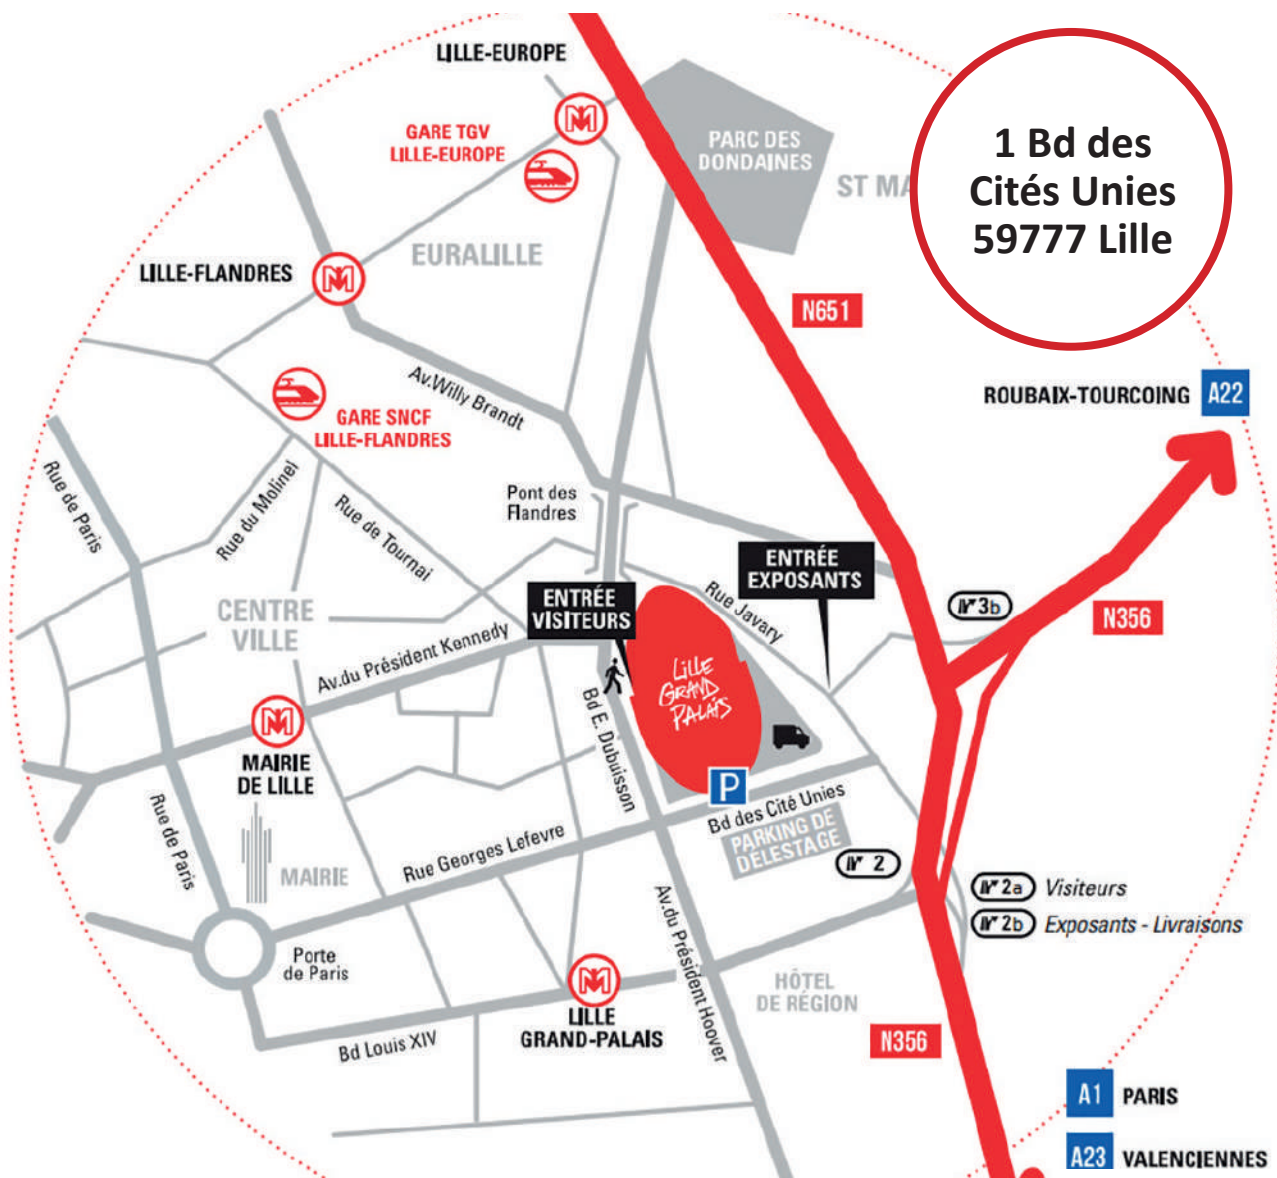 LILLE-EUROPE
GARE TGV
LILLE-EUROPE
PARC DES
DONDAINES
ST MA
1 Bd des
Cités Unies
59777 Lille
EURALILLE
LILLE-FLANDRES
N651
Av.Willy Brandt
ROUBAIX-TOURCOING
A22
GARE SNCF
LILLE-FLANDRES
Rue de Paris
Rue du Molinel
Rue de Tournai
Pont des
Flandres
ENTRÉE
EXPOSANTS
ENTRÉE
VISITEURS
Rue Javary
3b
N356
CENTRE
VILLE
Av.du Président Kennedy
LILLE
GRAND
PALAIS
Bd E. Dubuisson
MAIRIE
DE LILLE
P
Bd des Cité Unies
PARKING DE
DÉLESTAGE
Rue de Paris
Rue Georges Lefevre
MAIRIE
2
2a Visiteurs
2b Exposants - Livraisons
Av.du Président Hoover
Porte
de Paris
HÔTEL
DE RÉGION
LILLE
GRAND-PALAIS
Bd Louis XIV
N356
A1 PARIS
A23 VALENCIENNES